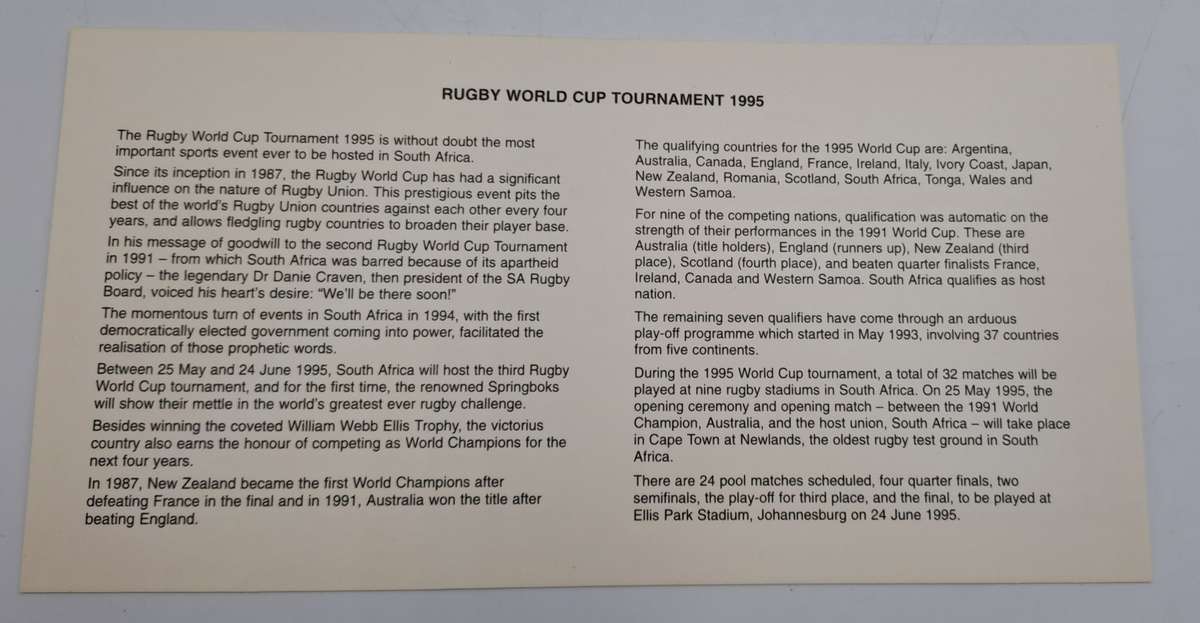 RUGBY WORLD CUP TOURNAMENT 1995
The Rugby World Cup Tournament 1995 is without doubt the most
important sports event ever to be hosted in South Africa.
Since its inception in 1987, the Rugby World Cup has had a significant
influence on the nature of Rugby Union. This prestigious event pits the
best of the world's Rugby Union countries against each other every four
years, and allows fledgling rugby countries to broaden their player base.
In his message of goodwill to the second Rugby World Cup Tournament
in 1991 – from which South Africa was barred because of its apartheid
policy – the legendary Dr Danie Craven, then president of the SA Rugby
Board, voiced his heart's desire: "We'll be there soon!"
The momentous turn of events in South Africa in 1994, with the first
democratically elected government coming into power, facilitated the
realisation of those prophetic words.
Between 25 May and 24 June 1995, South Africa will host the third Rugby
World Cup tournament, and for the first time, the renowned Springboks
will show their mettle in the world's greatest ever rugby challenge.
Besides winning the coveted William Webb Ellis Trophy, the victorius
country also earns the honour of competing as World Champions for the
next four years.
In 1987, New Zealand became the first World Champions after
defeating France in the final and in 1991, Australia won the title after
beating England.
The qualifying countries for the 1995 World Cup are: Argentina,
Australia, Canada, England, France, Ireland, Italy, Ivory Coast, Japan,
New Zealand, Romania, Scotland, South Africa, Tonga, Wales and
Western Samoa.
For nine of the competing nations, qualification was automatic on the
strength of their performances in the 1991 World Cup. These are
Australia (title holders), England (runners up), New Zealand (third
place), Scotland (fourth place), and beaten quarter finalists France,
Ireland, Canada and Western Samoa. South Africa qualifies as host
nation.
The remaining seven qualifiers have come through an arduous
play-off programme which started in May 1993, involving 37 countries
from five continents.
During the 1995 World Cup tournament, a total of 32 matches will be
played at nine rugby stadiums in South Africa. On 25 May 1995, the
opening ceremony and opening match – between the 1991 World
Champion, Australia, and the host union, South Africa – will take place
in Cape Town at Newlands, the oldest rugby test ground in South
Africa.
There are 24 pool matches scheduled, four quarter finals, two
semifinals, the play-off for third place, and the final, to be played at
Ellis Park Stadium, Johannesburg on 24 June 1995.